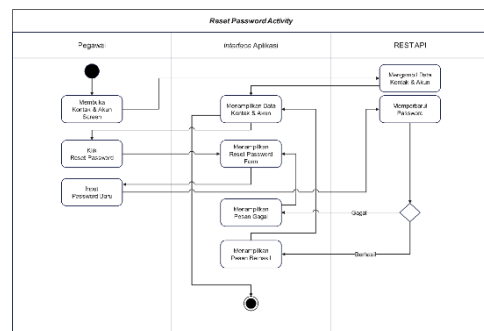 Reset Password Activity
Pegawai
Interface Aplikasi
REST API
Mengambil Data
Kontak & Akun
Membuka
Kontak & Akun
Screen
Menampilkan Data
Kontak & Akun
Memperbarui
Password
Klik
Reset Password
Menampilkan
Reset Password
Form
Input
Password Baru
Menampilkan
Pesan Gagal
Gagal
Menampilkan
Pesan Berhasil
Berhasil